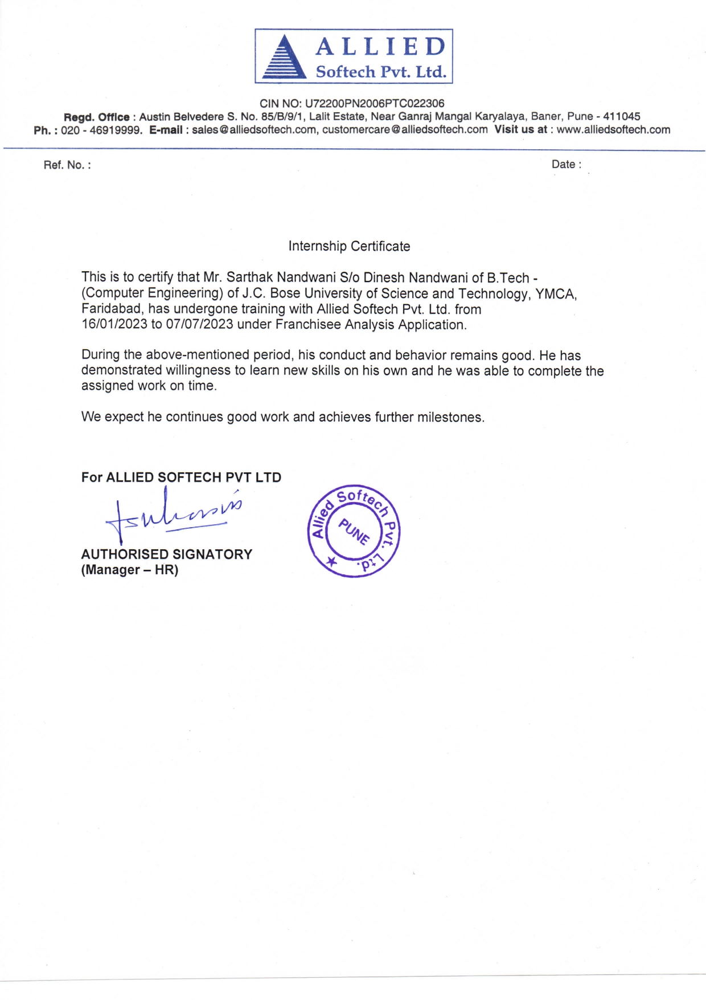 ALLIED
Softech Pvt. Ltd.
CIN NO: U72200PN2006PTC022306
Regd. Office : Austin Belvedere S. No. 85/B/9/1, Lalit Estate, Near Ganraj Mangal Karyalaya, Baner, Pune - 411045
Ph. : 020 - 46919999. E-mail : sales@alliedsoftech.com, customercare@alliedsoftech.com Visit us at : www.alliedsoftech.com
Ref. No. : Date :
Internship Certificate
This is to certify that Mr. Sarthak Nandwani S/o Dinesh Nandwani of B.Tech -
(Computer Engineering) of J.C. Bose University of Science and Technology, YMCA,
Faridabad, has undergone training with Allied Softech Pvt. Ltd. from
16/01/2023 to 07/07/2023 under Franchisee Analysis Application.
During the above-mentioned period, his conduct and behavior remains good. He has
demonstrated willingness to learn new skills on his own and he was able to complete the
assigned work on time.
We expect he continues good work and achieves further milestones.
For ALLIED SOFTECH PVT LTD
Allied Softech Pvt. Ltd.
PUNE
AUTHORISED SIGNATORY
(Manager – HR)